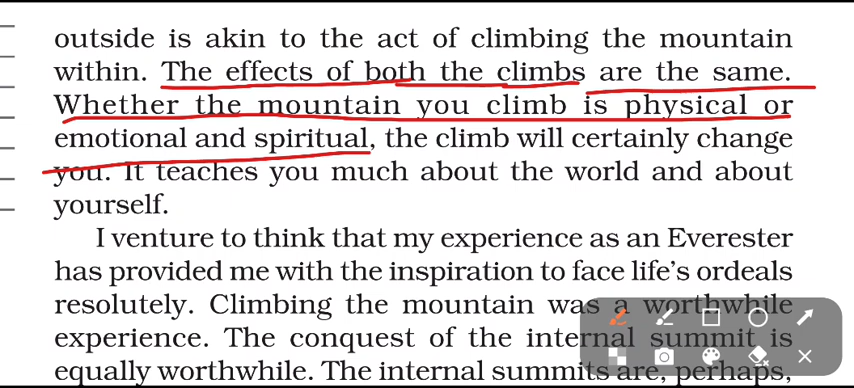 outside is akin to the act of climbing the mountain
within. The effects of both the climbs are the same.
Whether the mountain you climb is physical or
emotional and spiritual, the climb will certainly change
you. It teaches you much about the world and about
yourself.
I venture to think that my experience as an Everester
has provided me with the inspiration to face life's ordeals
resolutely. Climbing the mountain was a worthwhile
experience. The conquest of the internal summit is
equally worthwhile. The internal summits are, perhaps,